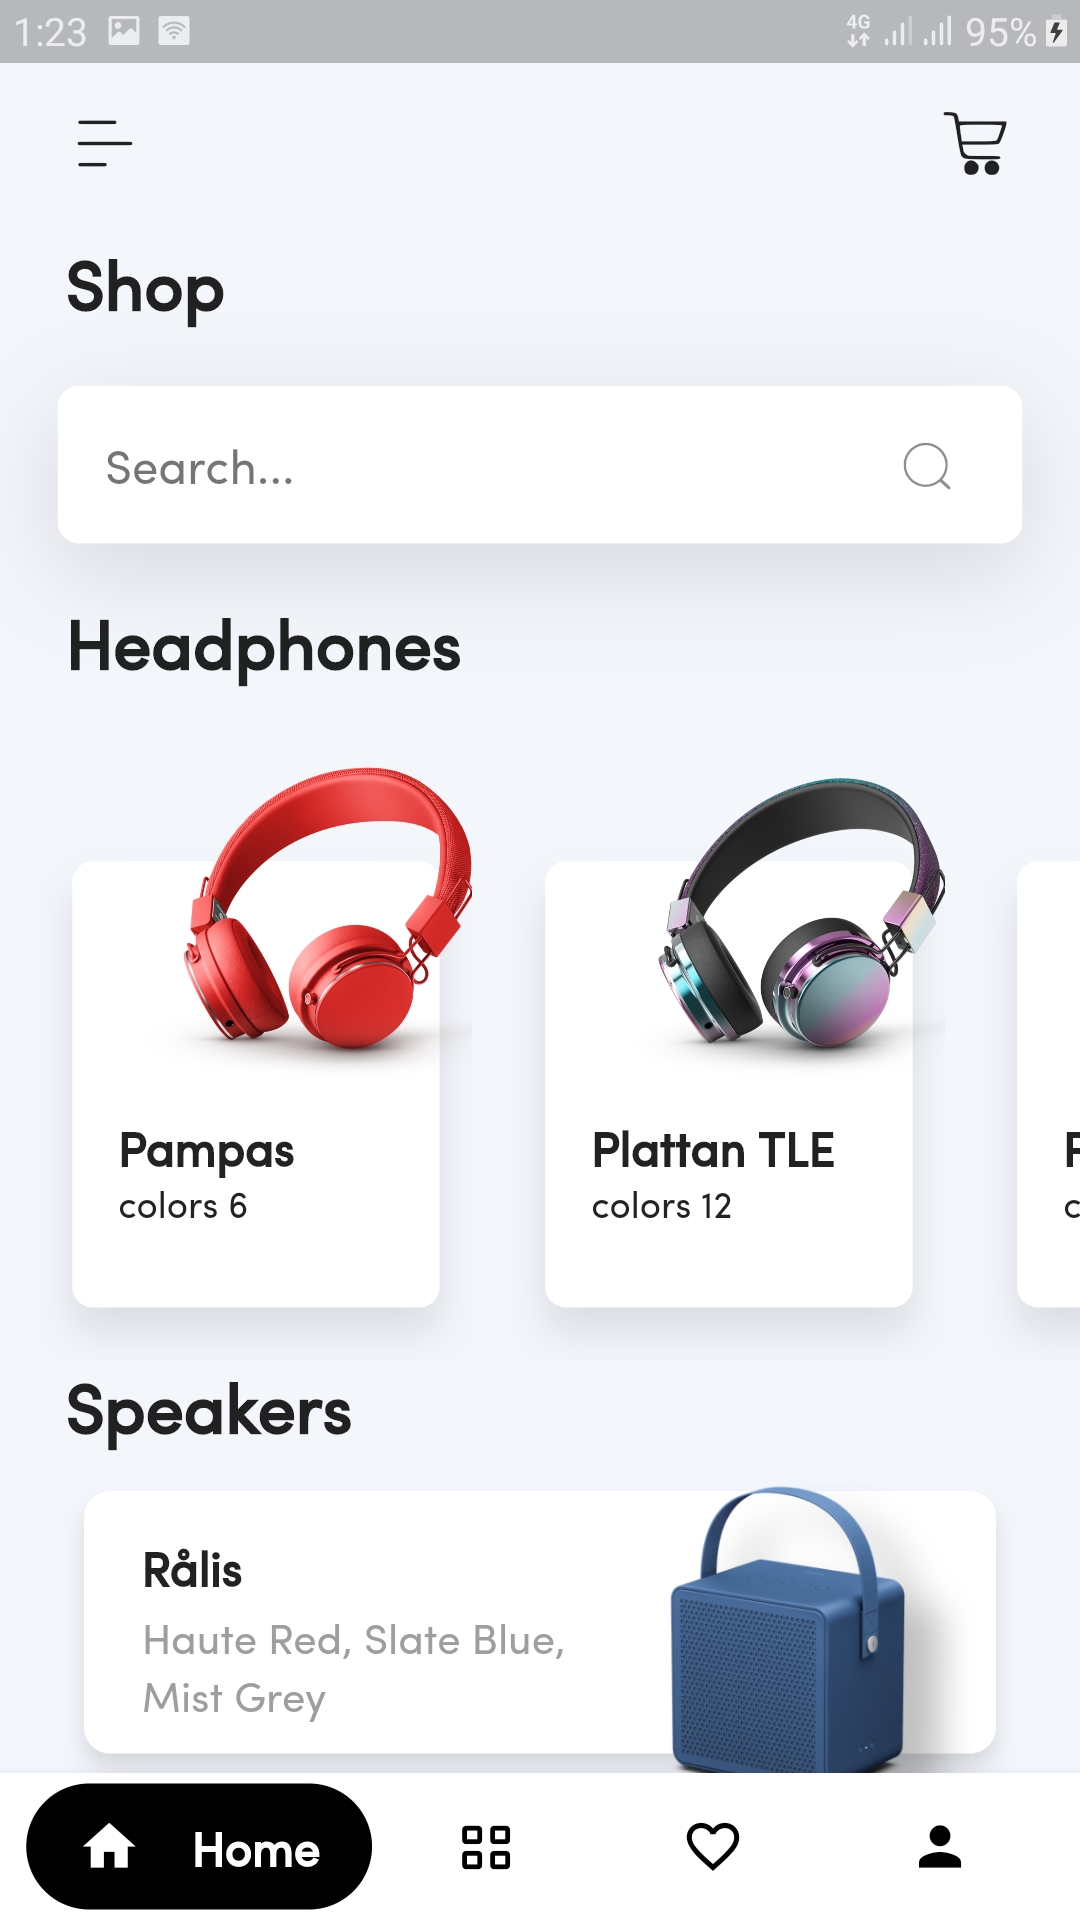 1:23 4G 95%
Shop
Search...
Headphones
Pampas
colors 6
Plattan TLE
colors 12
Speakers
Rålis
Haute Red, Slate Blue,
Mist Grey
Home